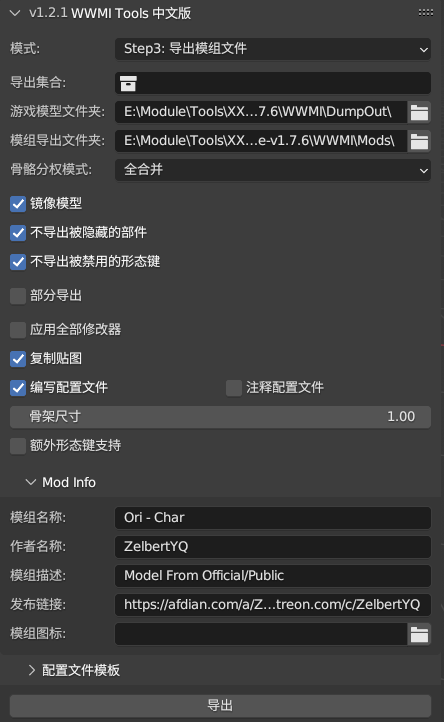 v1.2.1 WWMI Tools 中文版
模式: Step3: 导出模组文件
导出集合:
游戏模型文件夹: E:\Module\Tools\XX...7.6\WWMI\DumpOut\
模组导出文件夹: E:\Module\Tools\XX...e-v1.7.6\WWMI\Mods\
骨骼分权模式: 全合并
镜像模型
不导出被隐藏的部件
不导出被禁用的形态键
部分导出
应用全部修改器
复制贴图
编写配置文件 注释配置文件
骨架尺寸 1.00
额外形态键支持
Mod Info
模组名称: Ori - Char
作者名称: ZelbertYQ
模组描述: Model From Official/Public
发布链接: https://afdian.com/a/Z...treon.com/c/ZelbertYQ
模组图标:
配置文件模板
导出